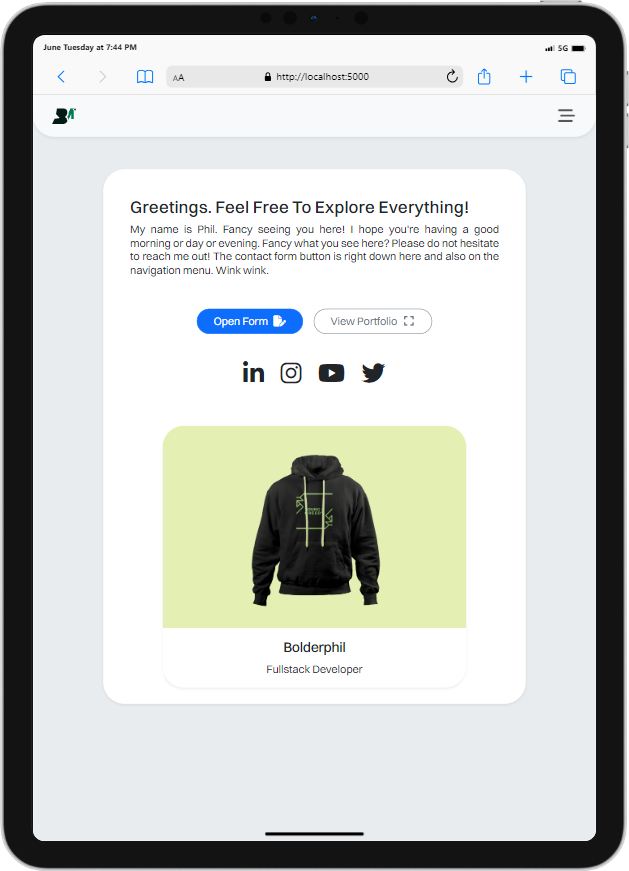 June Tuesday at 7:44 PM
5G
AA
http://localhost:5000
Greetings. Feel Free To Explore Everything!
My name is Phil. Fancy seeing you here! I hope you're having a good
morning or day or evening. Fancy what you see here? Please do not hesitate
to reach me out! The contact form button is right down here and also on the
navigation menu. Wink wink.
Open Form
View Portfolio
in
Bolderphil
Fullstack Developer